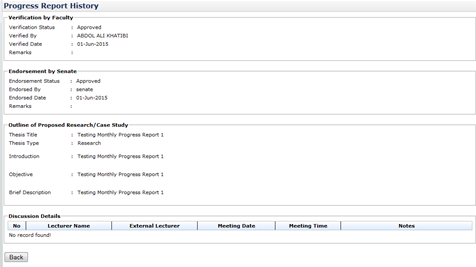 Progress Report History
Verification by Faculty
Verification Status : Approved
Verified By : ABDOL ALI KHATIBI
Verified Date : 01-Jun-2015
Remarks :
Endorsement by Senate
Endorsement Status : Approved
Endorsed By : senate
Endorsed Date : 01-Jun-2015
Remarks :
Outline of Proposed Research/Case Study
Thesis Title : Testing Monthly Progress Report 1
Thesis Type : Research
Introduction : Testing Monthly Progress Report 1
Objective : Testing Monthly Progress Report 1
Brief Description : Testing Monthly Progress Report 1
Discussion Details
No Lecturer Name External Lecturer Meeting Date Meeting Time Notes
No record found!
Back